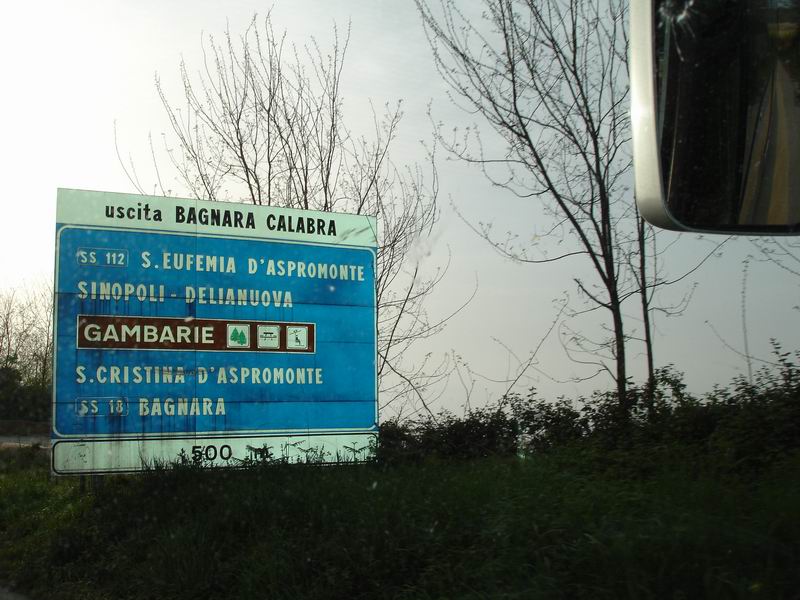 uscita BAGNARA CALABRA
SS 112 S.EUFEMIA D'ASPROMONTE
SINOPOLI - DELIANUOVA
GAMBARIE
S.CRISTINA D'ASPROMONTE
SS 18 BAGNARA
500 m